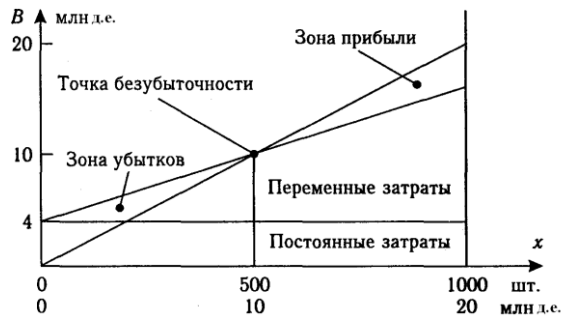 B млн д.е.
20
Зона прибыли
Точка безубыточности
10
Зона убытков
Переменные затраты
4
Постоянные затраты
x
0 500 1000 шт.
0 10 20 млн д.е.